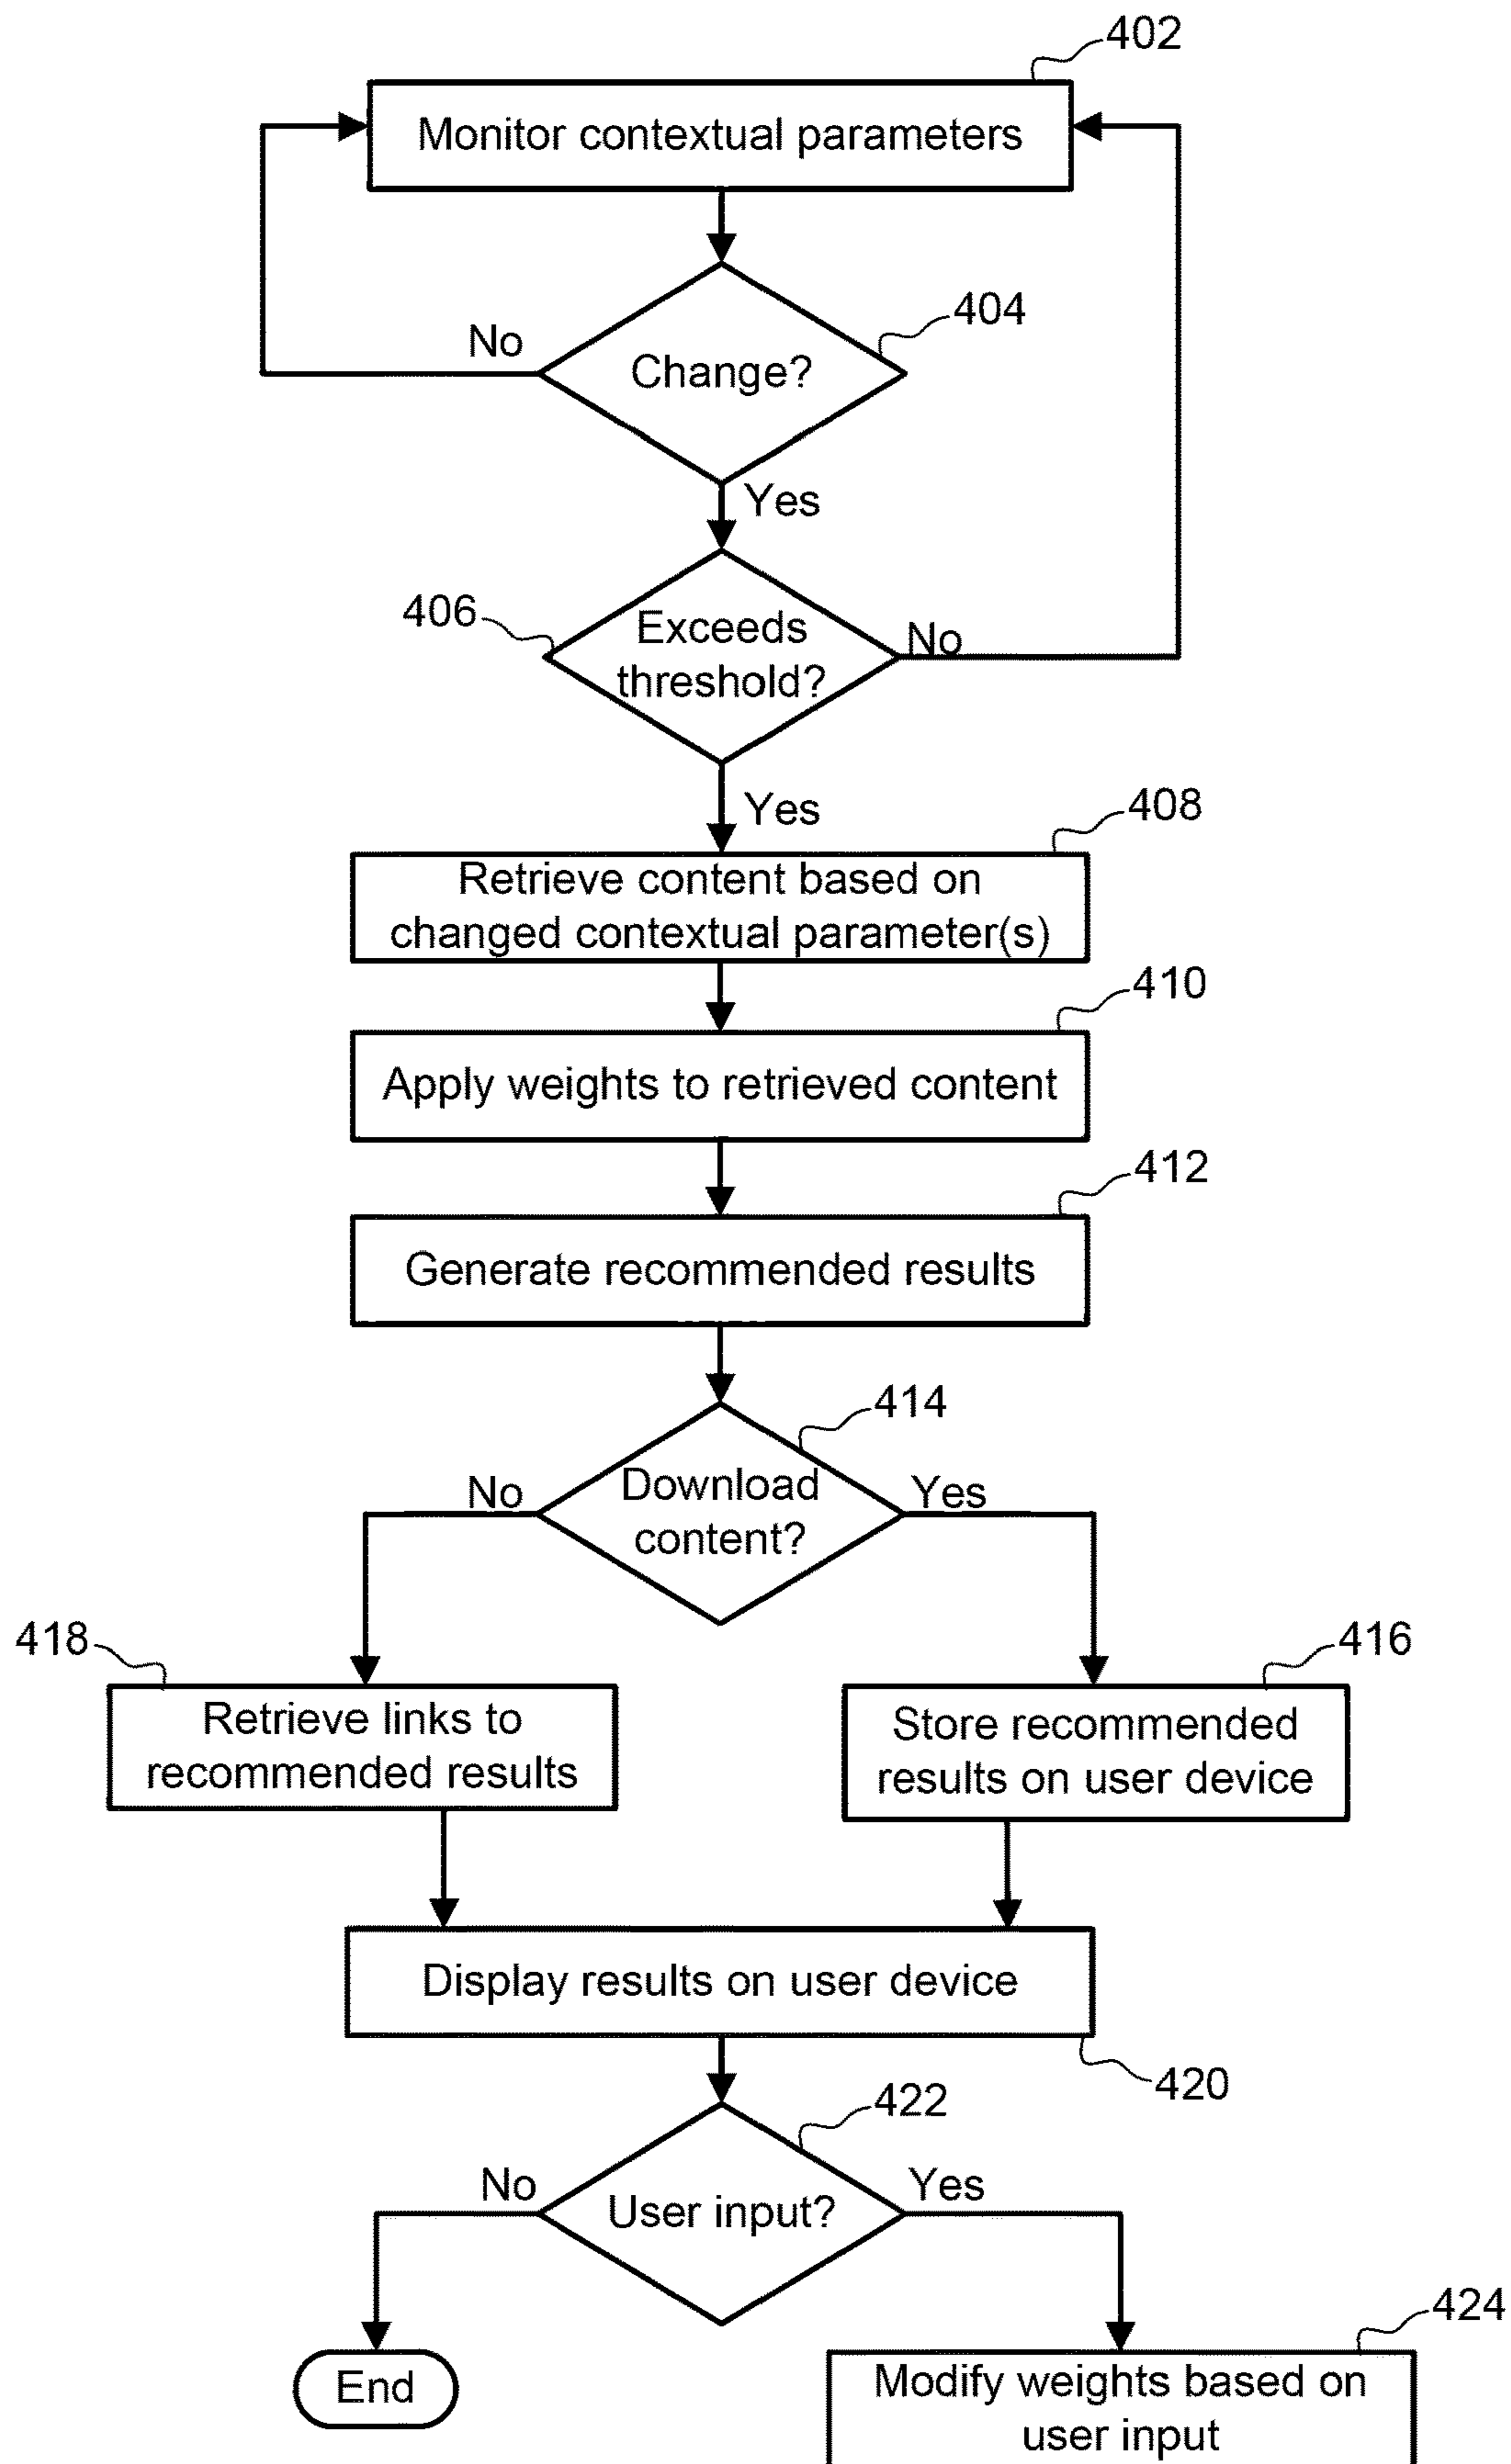 402
Monitor contextual parameters
404
No
Change?
Yes
406
Exceeds
threshold?
No
Yes
408
Retrieve content based on
changed contextual parameter(s)
410
Apply weights to retrieved content
412
Generate recommended results
414
No
Download
content?
Yes
418
416
Retrieve links to
recommended results
Store recommended
results on user device
Display results on user device
420
422
No
User input?
Yes
424
End
Modify weights based on
user input